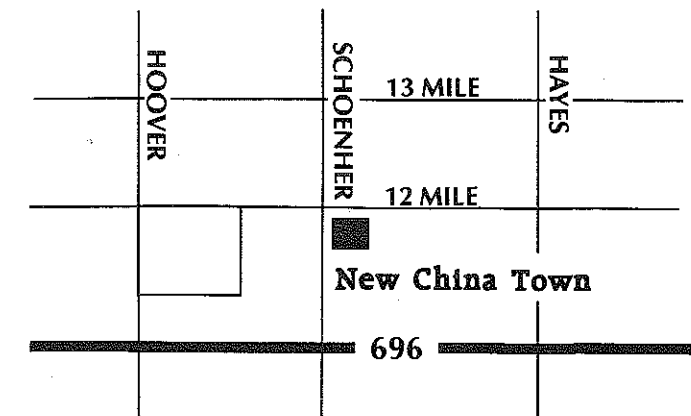 HOOVER
SCHOENHER
HAYES
13 MILE
12 MILE
New China Town
696